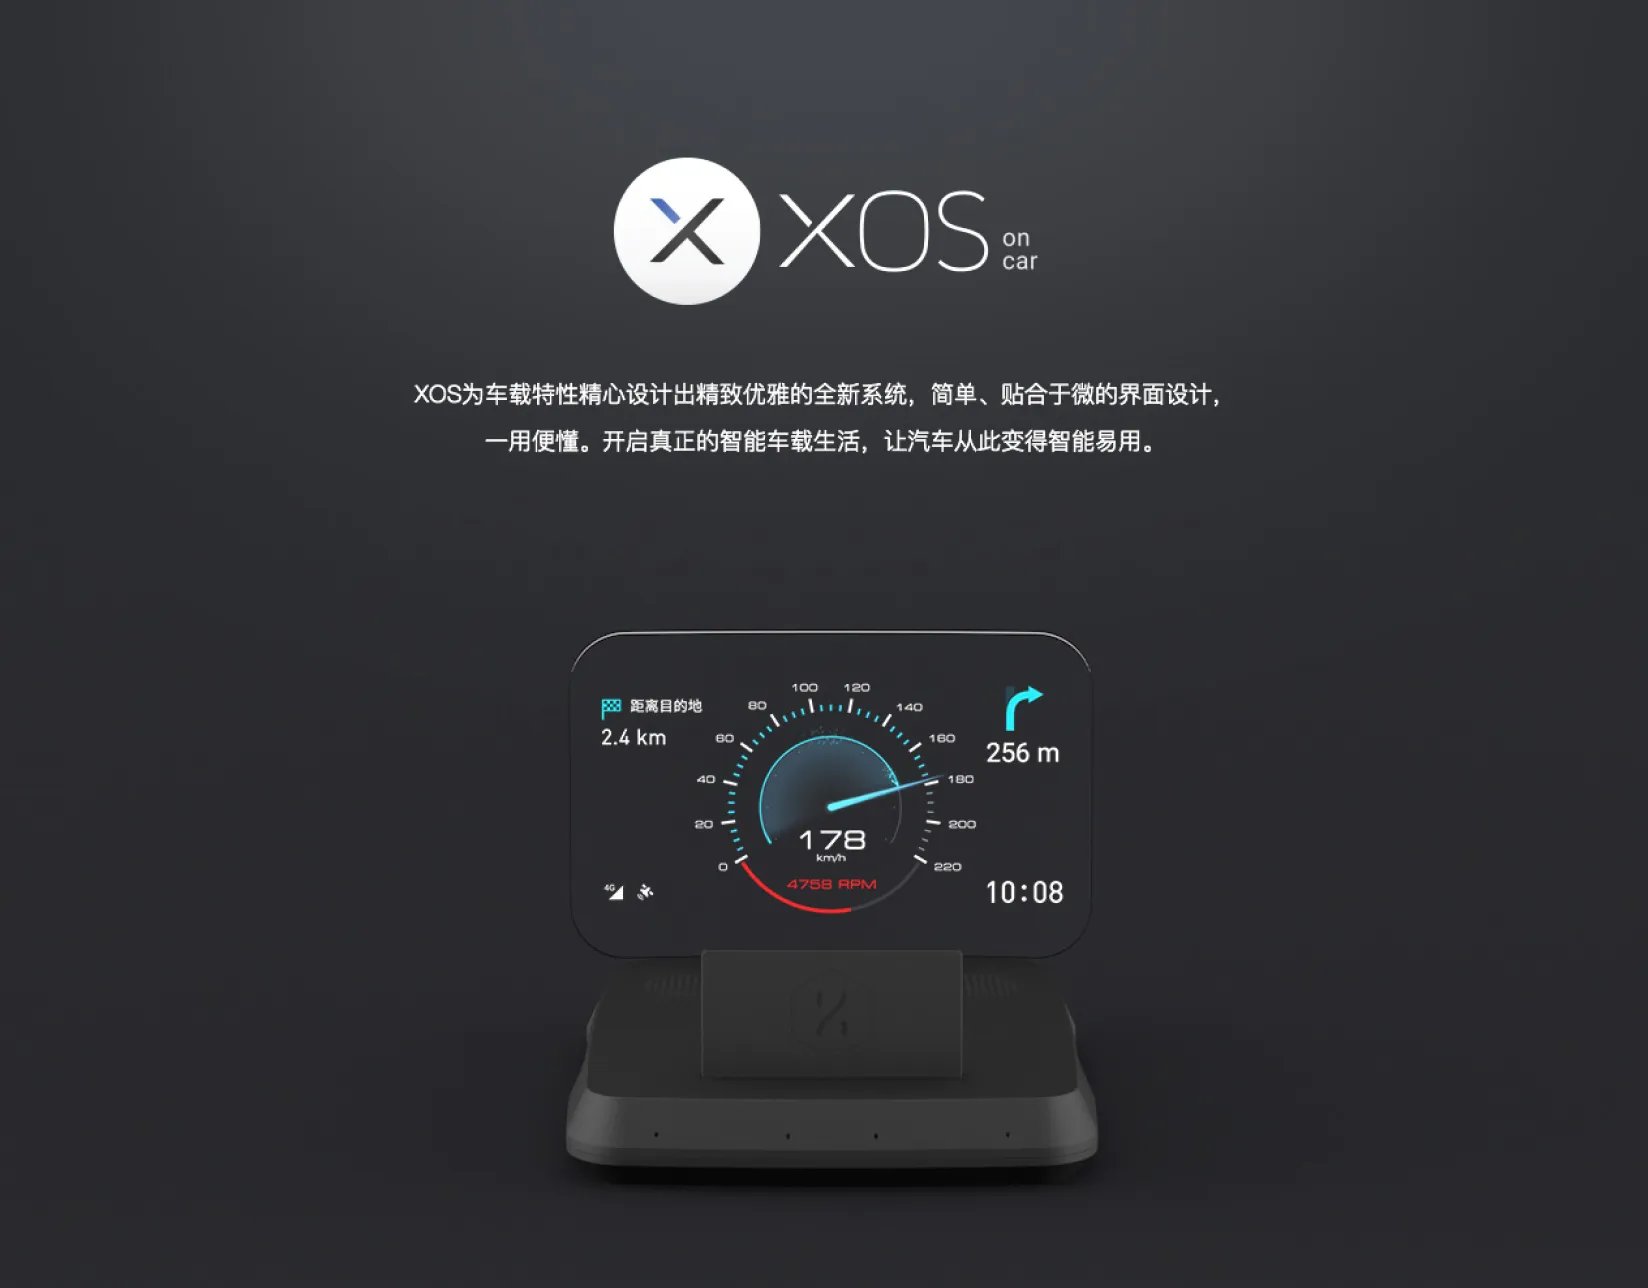 XOS on car
XOS为车载特性精心设计出精致优雅的全新系统，简单、贴合于微的界面设计，
一用便懂。开启真正的智能车载生活，让汽车从此变得智能易用。
距离目的地
2.4 km
0
20
40
60
80
100
120
140
160
180
200
220
178
km/h
4758 RPM
256 m
4G
10:08